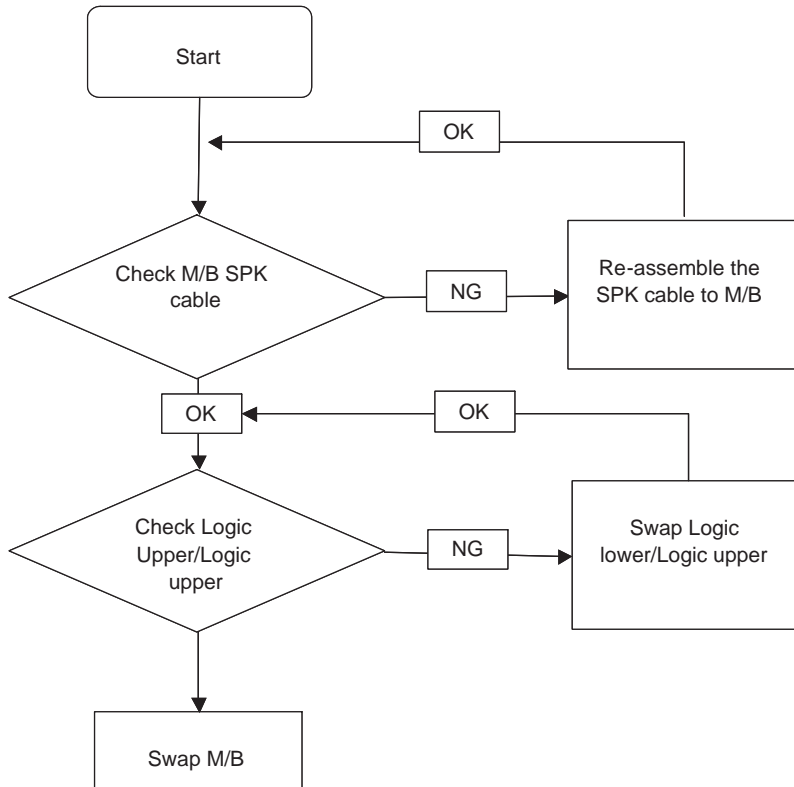 Start
OK
Check M/B SPK
cable
NG
Re-assemble the
SPK cable to M/B
OK
OK
Check Logic
Upper/Logic
upper
NG
Swap Logic
lower/Logic upper
Swap M/B